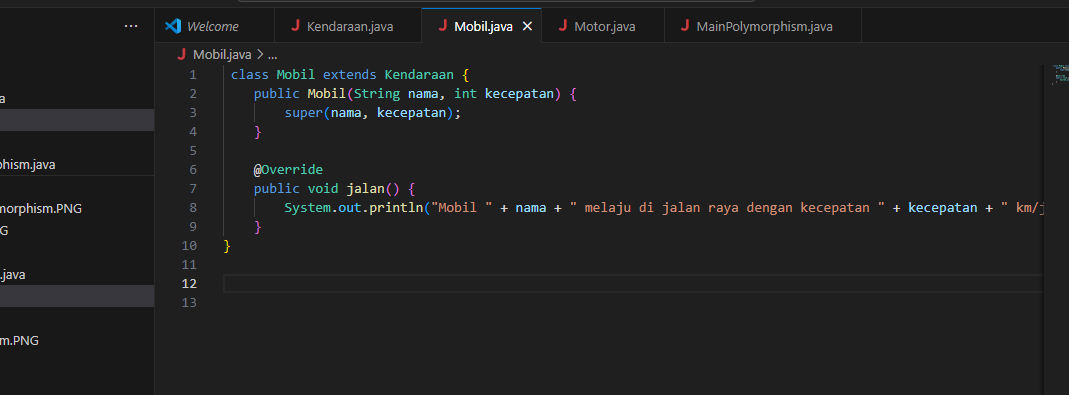 Welcome
Kendaraan.java
Mobil.java
Motor.java
MainPolymorphism.java
Mobil.java > ...
phism.java
morphism.PNG
G
.java
m.PNG
1 class Mobil extends Kendaraan {
2 public Mobil(String nama, int kecepatan) {
3 super(nama, kecepatan);
4 }
5
6 @Override
7 public void jalan() {
8 System.out.println("Mobil " + nama + " melaju di jalan raya dengan kecepatan " + kecepatan + " km/j
9 }
10 }
11
12
13